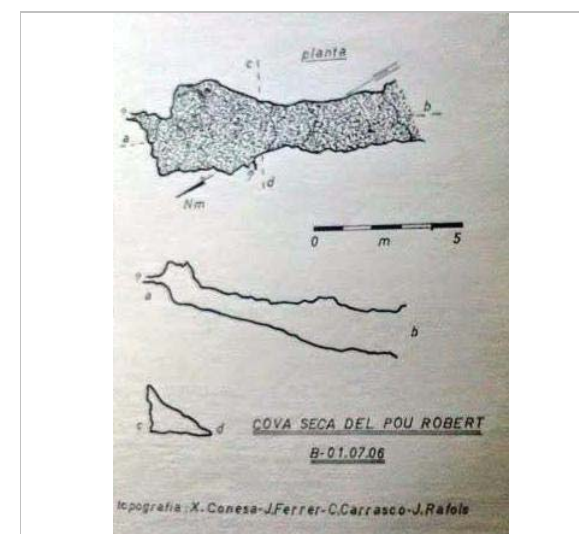 planta
c
a
b
d
Nm
0 m 5
a
b
c d
COVA SECA DEL POU ROBERT
B-01.07.06
topografia: X. Conesa-J.Ferrer-C.Carrasco-J.Rafols